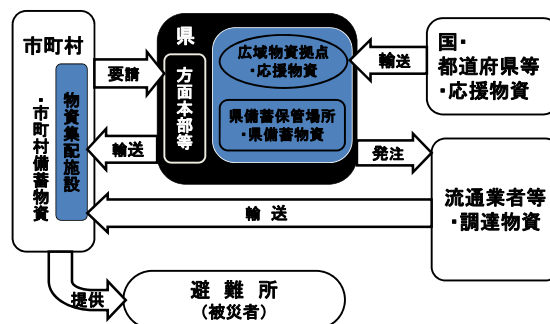 市町村
物資集配施設
・市町村備蓄物資
要請
輸送
県
方面本部等
広域物資拠点
・応援物資
県備蓄保管場所
・県備蓄物資
輸送
国・
都道府県等
・応援物資
発注
流通業者等
・調達物資
輸送
提供
避難所
(被災者)